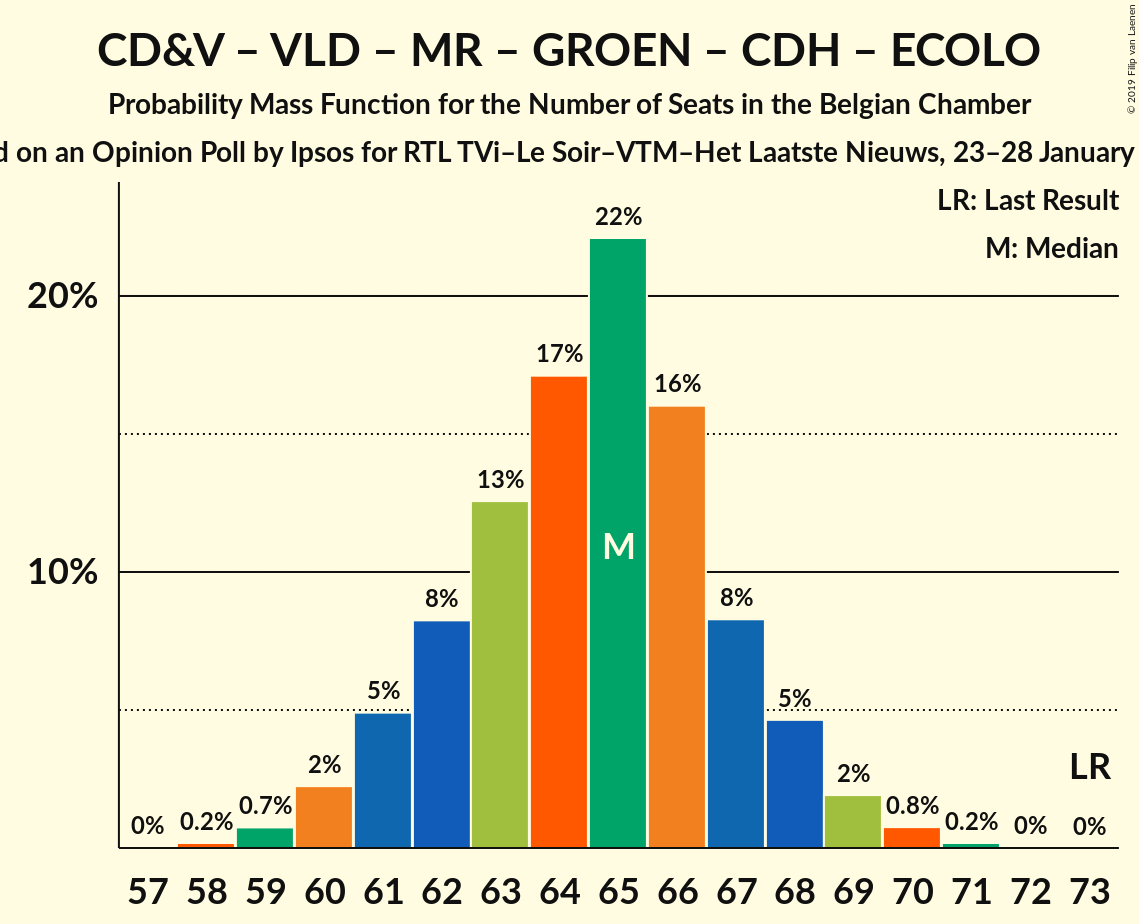 CD&V – VLD – MR – GROEN – CDH – ECOLO
Probability Mass Function for the Number of Seats in the Belgian Chamber
on an Opinion Poll by Ipsos for RTL TVi–Le Soir–VTM–Het Laatste Nieuws, 23–28 January
© 2019 Filip van Laenen
LR: Last Result
M: Median
22%
20%
17%
16%
13%
M
10%
8%
8%
5%
5%
LR
2%
2%
0%
0.2%
0.7%
0.8%
0.2%
0%
0%
57 58 59 60 61 62 63 64 65 66 67 68 69 70 71 72 73